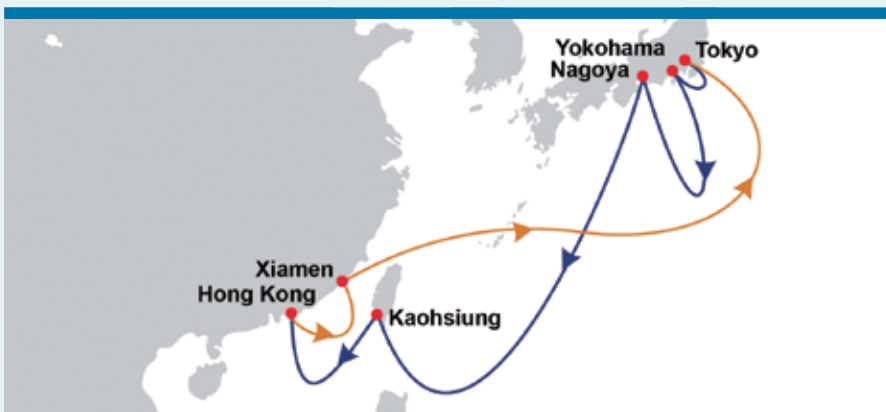 Yokohama
Tokyo
Nagoya
Xiamen
Hong Kong
Kaohsiung